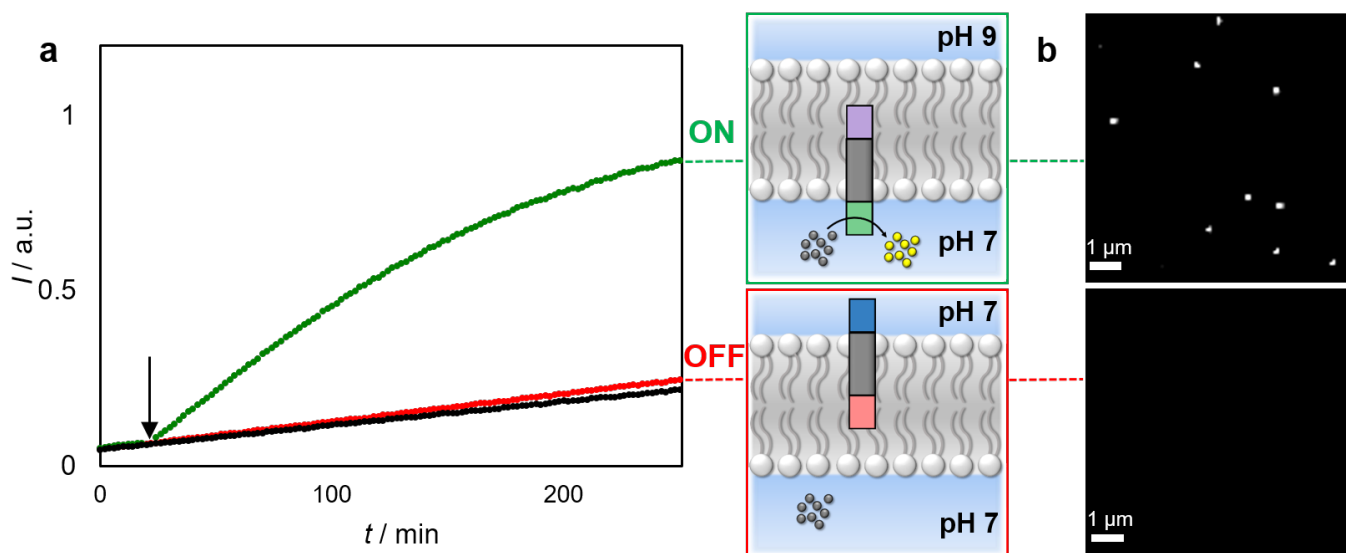 a
1
0.5
0
I / a.u.
0
100
200
t / min
ON
OFF
pH 9
pH 7
pH 7
pH 7
b
1 µm
1 µm